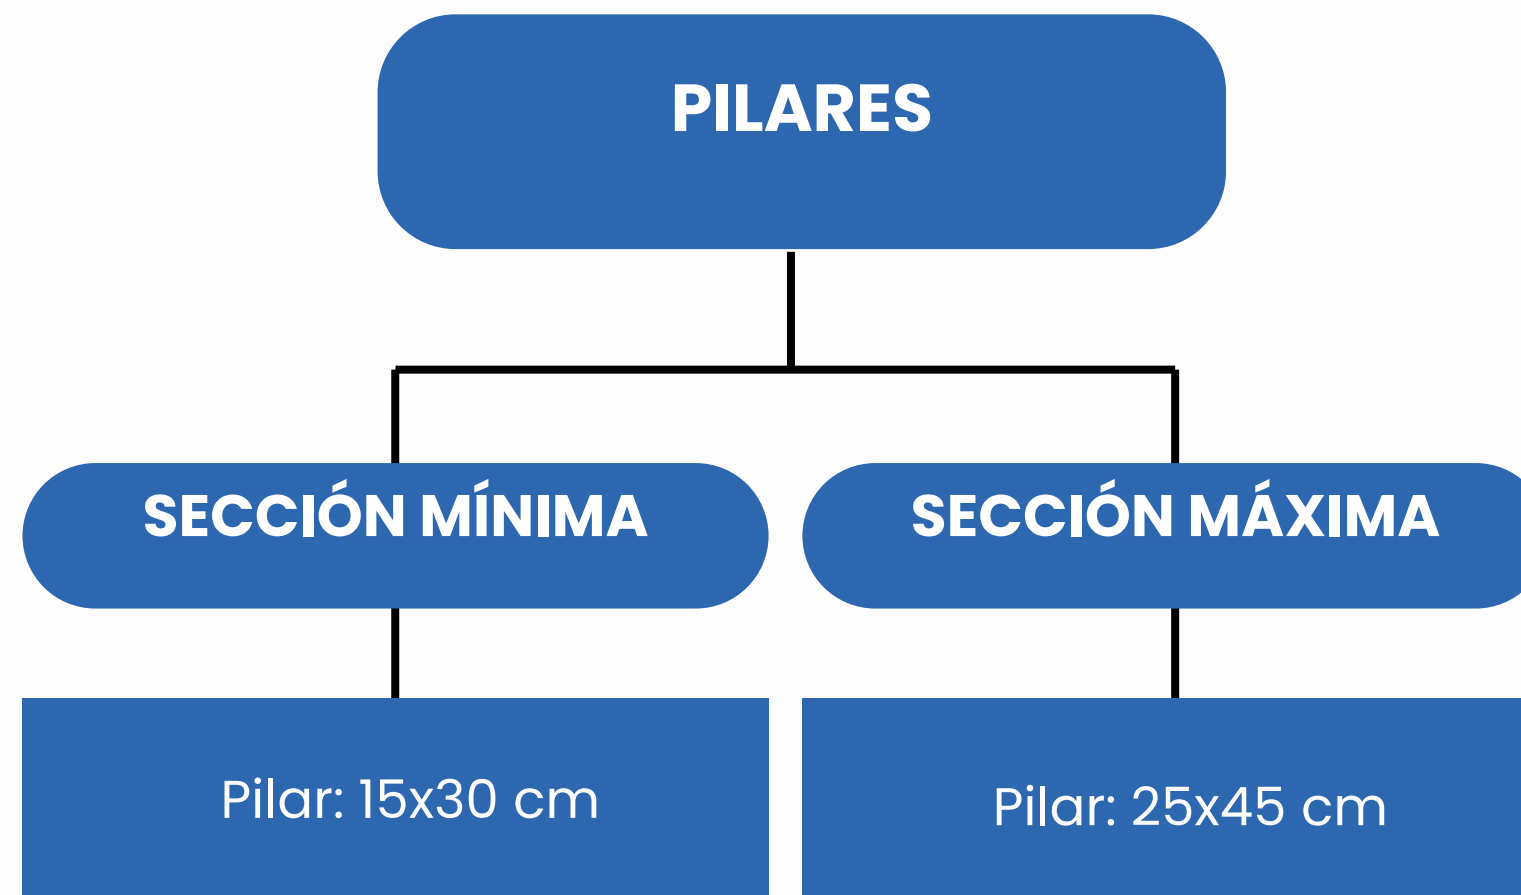 PILARES
SECCIÓN MÍNIMA
SECCIÓN MÁXIMA
Pilar: 15x30 cm
Pilar: 25x45 cm